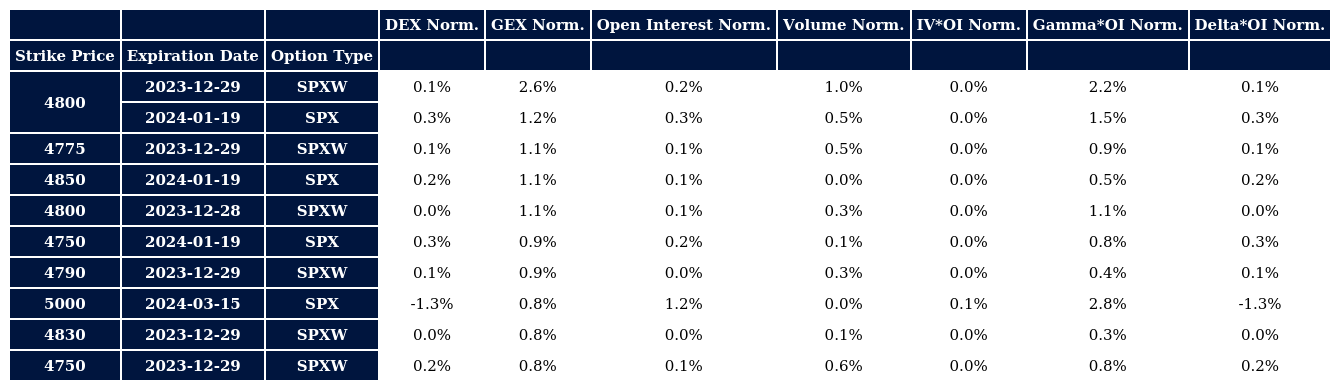 DEX Norm. GEX Norm. Open Interest Norm. Volume Norm. IV*OI Norm. Gamma*OI Norm. Delta*OI Norm.
Strike Price Expiration Date Option Type
4800 2023-12-29 SPXW 0.1% 2.6% 0.2% 1.0% 0.0% 2.2% 0.1%
2024-01-19 SPX 0.3% 1.2% 0.3% 0.5% 0.0% 1.5% 0.3%
4775 2023-12-29 SPXW 0.1% 1.1% 0.1% 0.5% 0.0% 0.9% 0.1%
4850 2024-01-19 SPX 0.2% 1.1% 0.1% 0.0% 0.0% 0.5% 0.2%
4800 2023-12-28 SPXW 0.0% 1.1% 0.1% 0.3% 0.0% 1.1% 0.0%
4750 2024-01-19 SPX 0.3% 0.9% 0.2% 0.1% 0.0% 0.8% 0.3%
4790 2023-12-29 SPXW 0.1% 0.9% 0.0% 0.3% 0.0% 0.4% 0.1%
5000 2024-03-15 SPX -1.3% 0.8% 1.2% 0.0% 0.1% 2.8% -1.3%
4830 2023-12-29 SPXW 0.0% 0.8% 0.0% 0.1% 0.0% 0.3% 0.0%
4750 2023-12-29 SPXW 0.2% 0.8% 0.1% 0.6% 0.0% 0.8% 0.2%